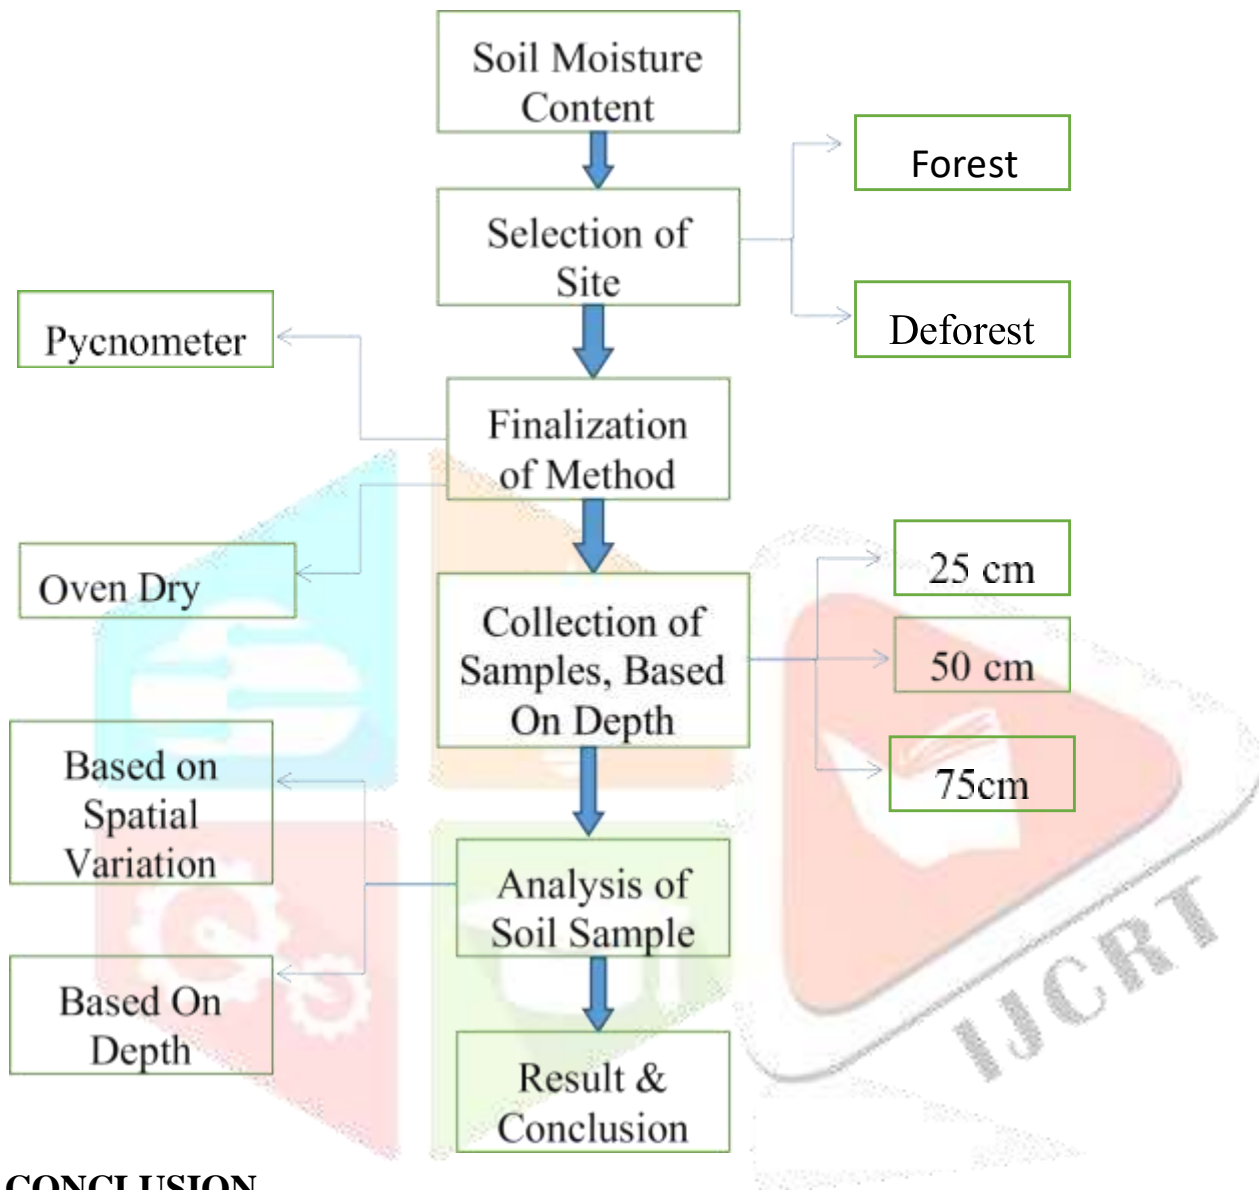 Soil Moisture
Content
Forest
Selection of
Site
Deforest
Pycnometer
Finalization
of Method
Oven Dry
25 cm
Collection of
Samples, Based
On Depth
50 cm
75cm
Based on
Spatial
Variation
Analysis of
Soil Sample
Based On
Depth
Result &
Conclusion
IJCRT
CONCLUSION